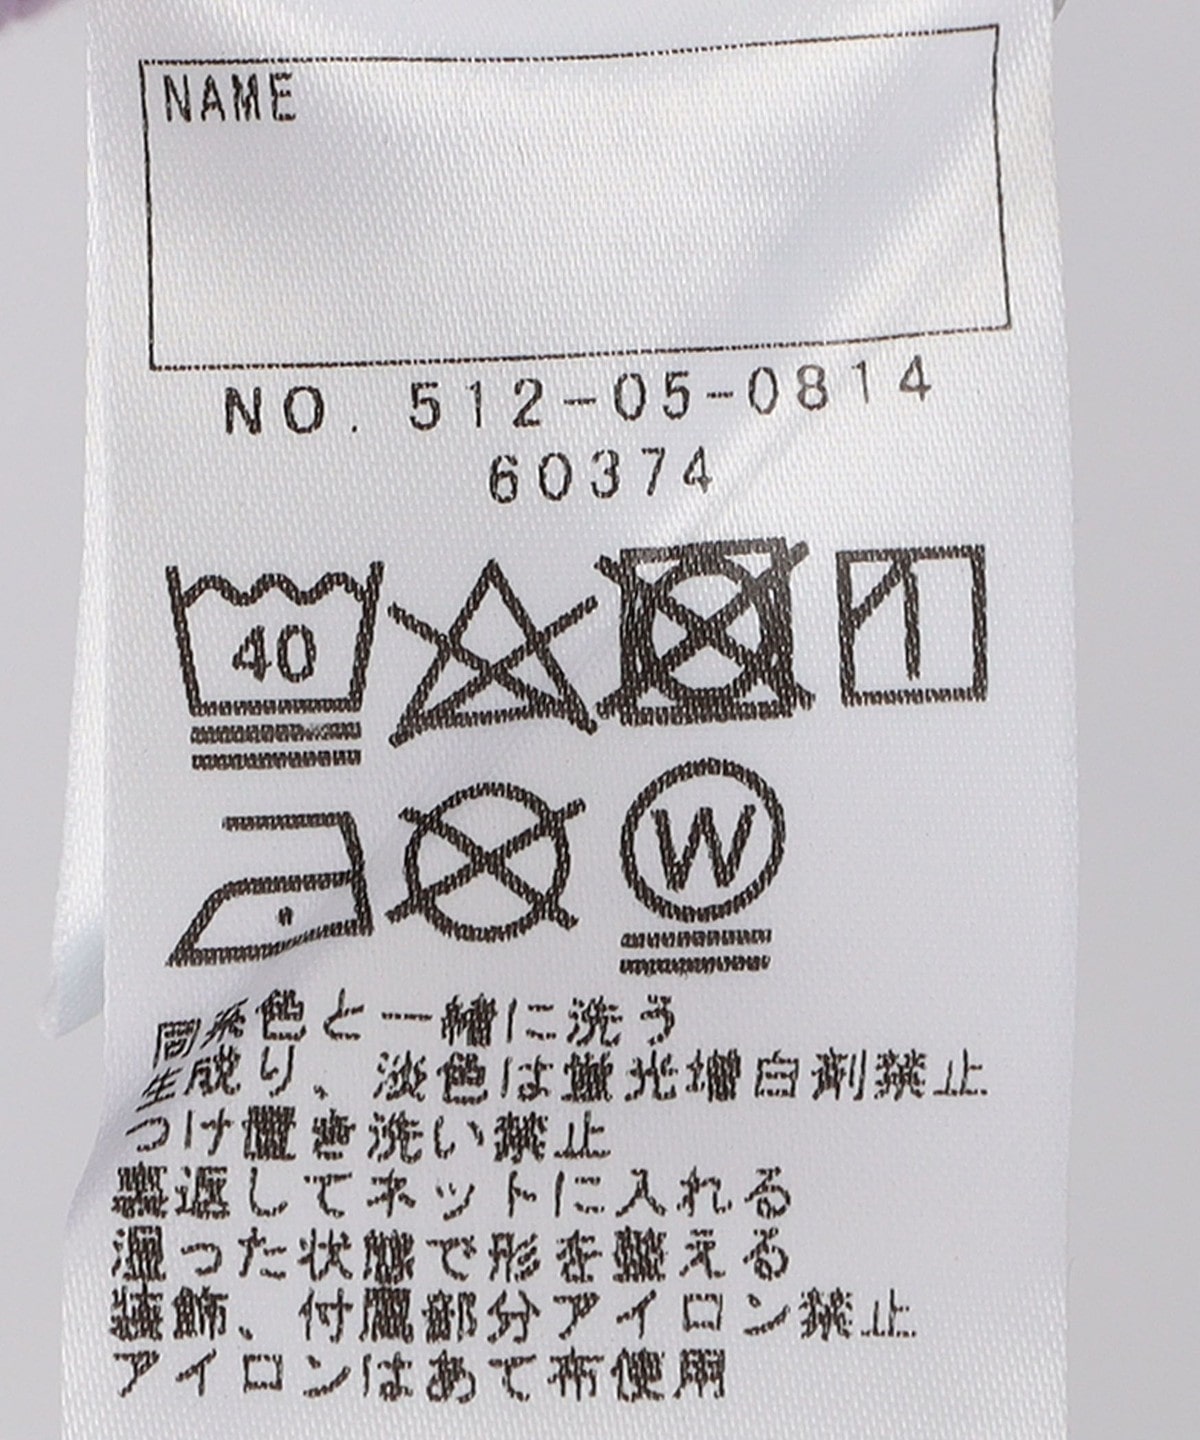 NAME
NO. 512-05-0814
60374
40
W
同系色と一緒に洗う
生成り、淡色は蛍光増白剤禁止
つけ置き洗い禁止
裏返してネットに入れる
湿った状態で形を整える
装飾、付属部分アイロン禁止
アイロンはあて布使用